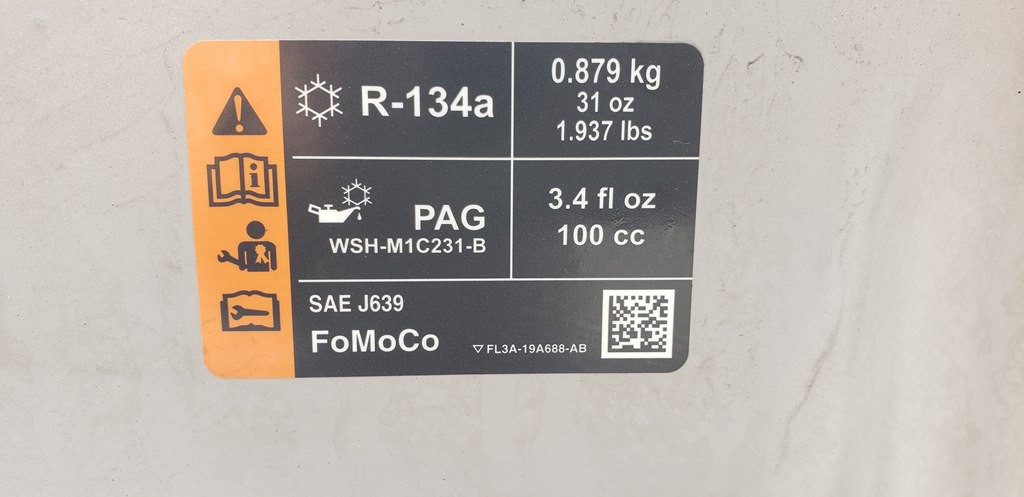 R-134a
0.879 kg
31 oz
1.937 lbs
PAG
WSH-M1C231-B
3.4 fl oz
100 cc
SAE J639
FoMoCo
FL3A-19A688-AB